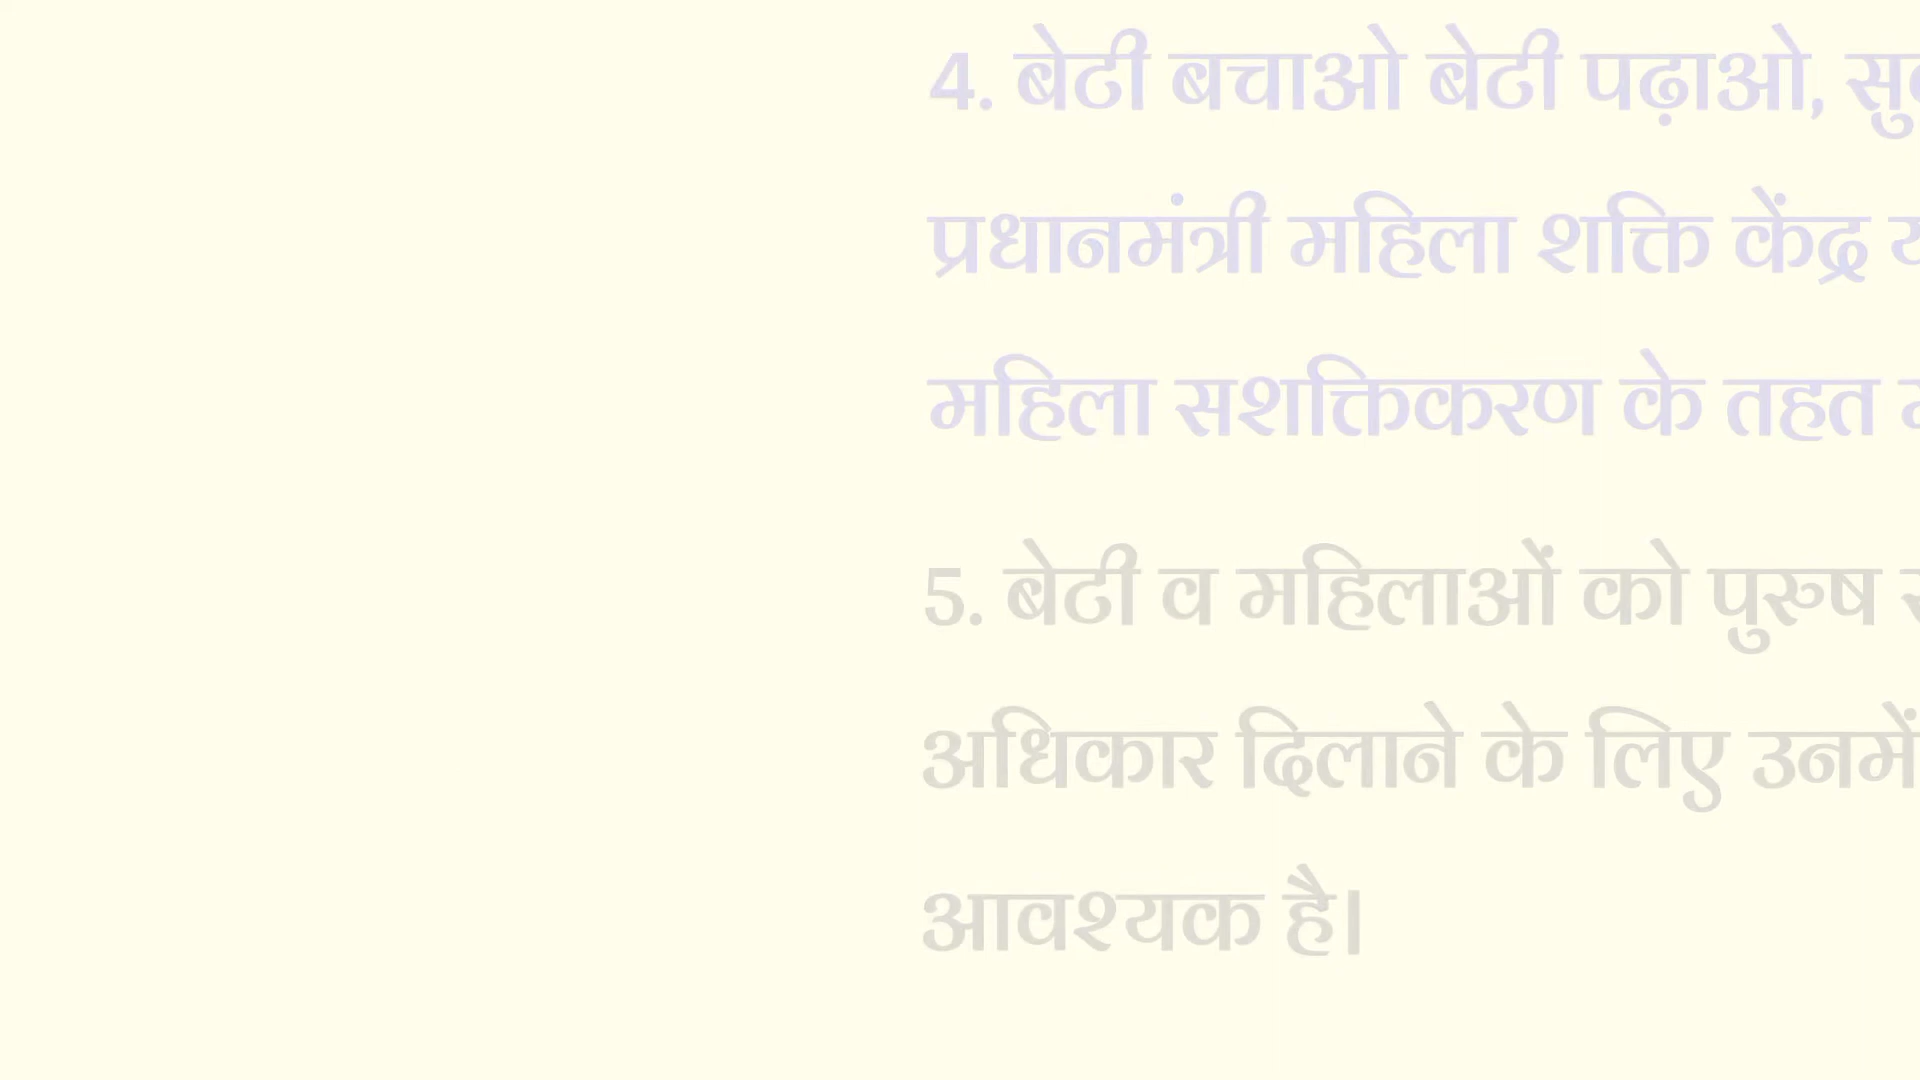 4. बेटी बचाओ बेटी पढ़ाओ,
प्रधानमंत्री महिला शक्ति केंद्र
महिला सशक्तिकरण के तहत
5. बेटी व महिलाओं को पुरुष
अधिकार दिलाने के लिए उनमें
आवश्यक है।